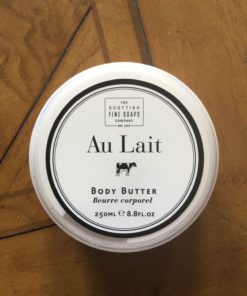 THE
SCOTTISH
FINE SOAPS
COMPANY
Au Lait
BODY BUTTER
Beurre corporel
250ML ℮ 8.8FL.OZ